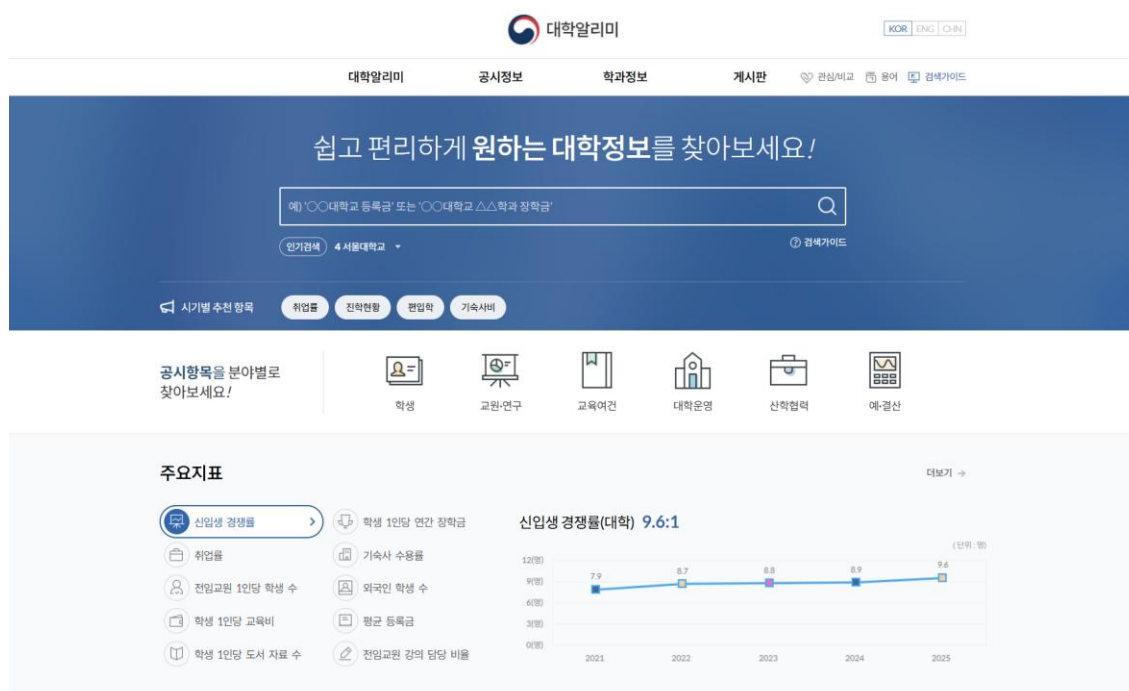 대학알리미
KOR ENG CHN
대학알리미 공시정보 학과정보 게시판 관심/비교 용어 검색가이드
쉽고 편리하게 원하는 대학정보를 찾아보세요!
예) '○○대학교 등록금' 또는 '○○대학교 △△학과 장학금'
인기검색 4 서울대학교 검색가이드
시기별 추천 항목 취업률 진학현황 편입학 기숙사비
공시항목을 분야별로
찾아보세요!
학생 교원·연구 교육여건 대학운영 산학협력 예·결산
주요지표 더보기 →
신입생 경쟁률
학생 1인당 연간 장학금
취업률
기숙사 수용률
전임교원 1인당 학생 수
외국인 학생 수
학생 1인당 교육비
평균 등록금
학생 1인당 도서 자료 수
전임교원 강의 담당 비율
신입생 경쟁률(대학) 9.6:1
(단위: 명)
12(명)
9(명)
6(명)
3(명)
0(명)
7.9 8.7 8.8 8.9 9.6
2021 2022 2023 2024 2025